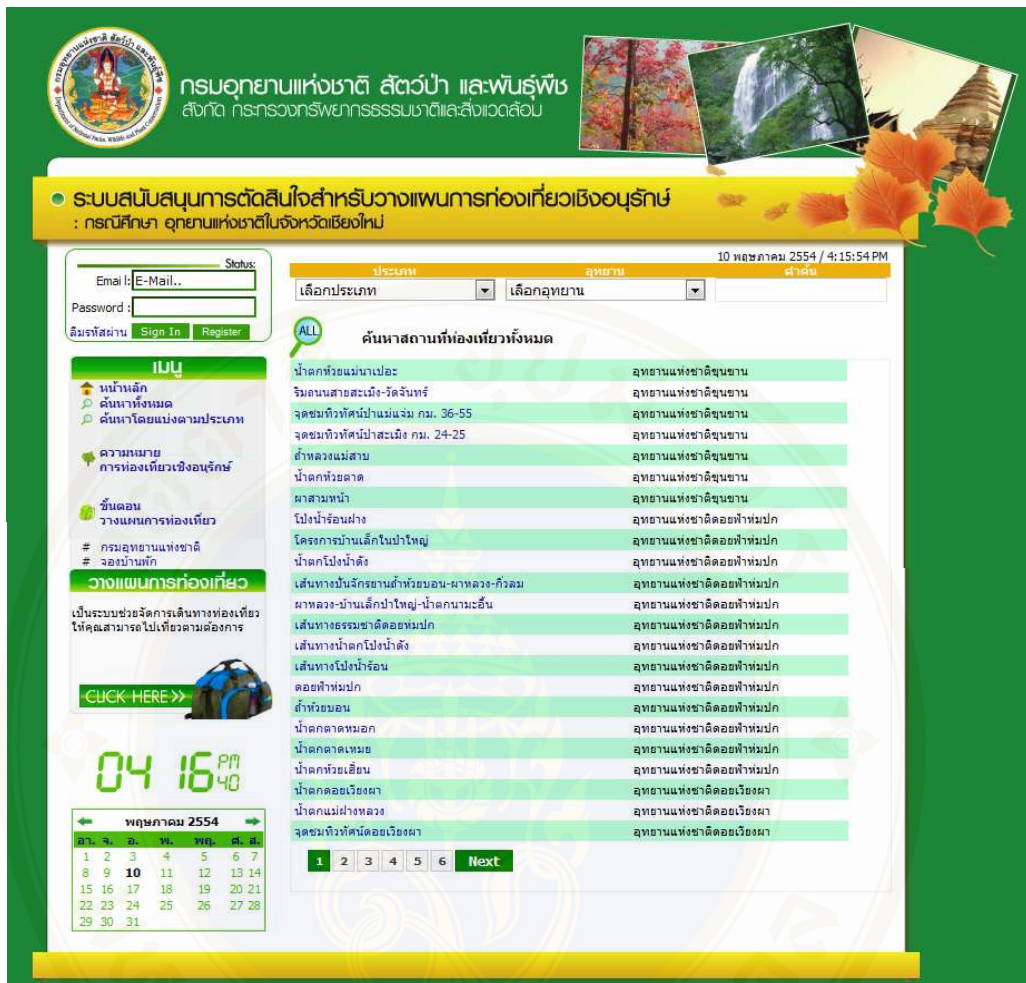 กรมอุทยานแห่งชาติ สัตว์ป่า และพันธุ์พืช
สังกัด กระทรวงทรัพยากรธรรมชาติและสิ่งแวดล้อม
ระบบสนับสนุนการตัดสินใจสำหรับวางแผนการท่องเที่ยวเชิงอนุรักษ์
: กรณีศึกษา อุทยานแห่งชาติในจังหวัดเชียงใหม่
Status:
Email: E-Mail..
Password :
ลืมรหัสผ่าน Sign In Register
เมนู
หน้าหลัก
ค้นหาทั้งหมด
ค้นหาโดยแบ่งตามประเภท
ความหมาย
การท่องเที่ยวเชิงอนุรักษ์
ขั้นตอน
วางแผนการท่องเที่ยว
# กรมอุทยานแห่งชาติ
# จองบ้านพัก
วางแผนการท่องเที่ยว
เป็นระบบช่วยจัดการเดินทางท่องเที่ยว
ให้คุณสามารถไปเที่ยวตามต้องการ
CLICK HERE >>
04 16 PM 40
พฤษภาคม 2554
อา. จ. อ. พ. พฤ. ศ. ส.
1 2 3 4 5 6 7
8 9 10 11 12 13 14
15 16 17 18 19 20 21
22 23 24 25 26 27 28
29 30 31
10 พฤษภาคม 2554 / 4:15:54 PM
ประเภท อุทยาน คำค้น
เลือกประเภท เลือกอุทยาน
ALL ค้นหาสถานที่ท่องเที่ยวทั้งหมด
น้ำตกห้วยแม่นาเปอะ อุทยานแห่งชาติขุนขาน
ริมถนนสายสะเมิง-วัดจันทร์ อุทยานแห่งชาติขุนขาน
จุดชมทิวทัศน์ป่าแม่แจ่ม กม. 36-55 อุทยานแห่งชาติขุนขาน
จุดชมทิวทัศน์ป่าสะเมิง กม. 24-25 อุทยานแห่งชาติขุนขาน
ถ้ำหลวงแม่สาบ อุทยานแห่งชาติขุนขาน
น้ำตกห้วยตาด อุทยานแห่งชาติขุนขาน
ผาสามหน้า อุทยานแห่งชาติขุนขาน
โป่งน้ำร้อนฝาง อุทยานแห่งชาติดอยฟ้าห่มปก
โครงการบ้านเล็กในป่าใหญ่ อุทยานแห่งชาติดอยฟ้าห่มปก
น้ำตกโป่งน้ำดัง อุทยานแห่งชาติดอยฟ้าห่มปก
เส้นทางปั่นจักรยานถ้ำห้วยบอน-ผาหลวง-กิ่วลม อุทยานแห่งชาติดอยฟ้าห่มปก
ผาหลวง-บ้านเล็กป่าใหญ่-น้ำตกนามะอื้น อุทยานแห่งชาติดอยฟ้าห่มปก
เส้นทางธรรมชาติดอยห่มปก อุทยานแห่งชาติดอยฟ้าห่มปก
เส้นทางน้ำตกโป่งน้ำดัง อุทยานแห่งชาติดอยฟ้าห่มปก
เส้นทางโป่งน้ำร้อน อุทยานแห่งชาติดอยฟ้าห่มปก
ดอยฟ้าห่มปก อุทยานแห่งชาติดอยฟ้าห่มปก
ถ้ำห้วยบอน อุทยานแห่งชาติดอยฟ้าห่มปก
น้ำตกตาดหมอก อุทยานแห่งชาติดอยฟ้าห่มปก
น้ำตกตาดเหมย อุทยานแห่งชาติดอยฟ้าห่มปก
น้ำตกห้วยเฮี่ยน อุทยานแห่งชาติดอยฟ้าห่มปก
น้ำตกดอยเวียงผา อุทยานแห่งชาติดอยเวียงผา
น้ำตกแม่ฝางหลวง อุทยานแห่งชาติดอยเวียงผา
จุดชมทิวทัศน์ดอยเวียงผา อุทยานแห่งชาติดอยเวียงผา
1 2 3 4 5 6 Next